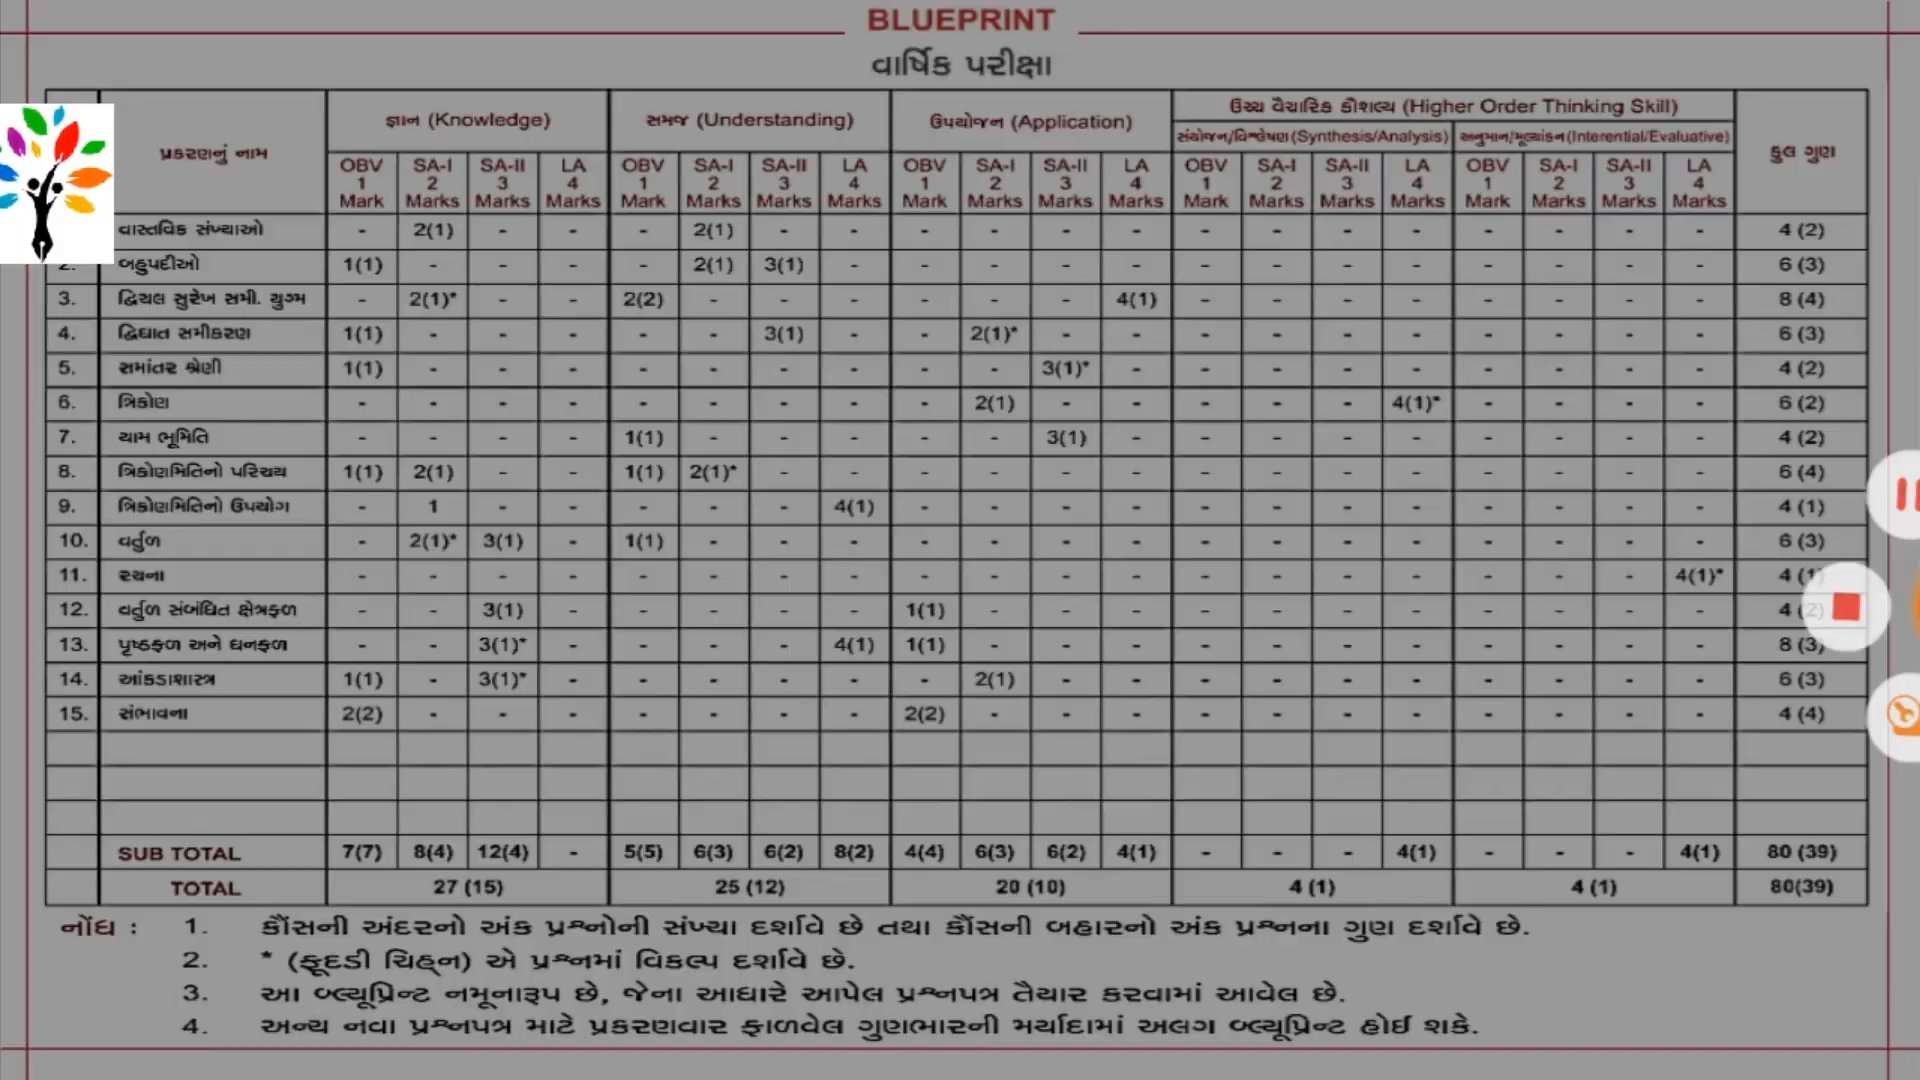 BLUEPRINT
વાર્ષિક પરીક્ષા
પ્રકરણનું નામ
જ્ઞાન (Knowledge) સમજ (Understanding) ઉપયોજન (Application) ઉચ્ચ વૈચારિક કૌશલ્ય (Higher Order Thinking Skill) કુલ ગુણ
સંયોજન/વિશ્લેષણ (Synthesis/Analysis) અનુમાન/મૂલ્યાંકન (Interential/Evaluative)
OBV SA-I SA-II LA OBV SA-I SA-II LA OBV SA-I SA-II LA OBV SA-I SA-II LA OBV SA-I SA-II LA
1 2 3 4 1 2 3 4 1 2 3 4 1 2 3 4 1 2 3 4
Mark Marks Marks Marks Mark Marks Marks Marks Mark Marks Marks Marks Mark Marks Marks Marks Mark Marks Marks Marks
વાસ્તવિક સંખ્યાઓ - 2(1) - - - 2(1) - - - - - - - - - - - - - - 4 (2)
2. બહુપદીઓ 1(1) - - - - 2(1) 3(1) - - - - - - - - - - - - - 6 (3)
3. દ્વિચલ સુરેખ સમી. યુગ્મ - 2(1)* - - 2(2) - - - - - - 4(1) - - - - - - - - 8 (4)
4. દ્વિઘાત સમીકરણ 1(1) - - - - - 3(1) - - 2(1)* - - - - - - - - - - 6 (3)
5. સમાંતર શ્રેણી 1(1) - - - - - - - - - 3(1)* - - - - - - - - - 4 (2)
6. ત્રિકોણ - - - - - - - - - 2(1) - - - - - 4(1)* - - - - 6 (2)
7. યામ ભૂમિતિ - - - - 1(1) - - - - - 3(1) - - - - - - - - - 4 (2)
8. ત્રિકોણમિતિનો પરિચય 1(1) 2(1) - - 1(1) 2(1)* - - - - - - - - - - - - - - 6 (4)
9. ત્રિકોણમિતિનો ઉપયોગ - 1 - - - - - 4(1) - - - - - - - - - - - - 4 (1)
10. વર્તુળ - 2(1)* 3(1) - 1(1) - - - - - - - - - - - - - - - 6 (3)
11. રચના - - - - - - - - - - - - - - - - - - - 4(1)* 4 (1)
12. વર્તુળ સંબંધિત ક્ષેત્રફળ - - 3(1) - - - - - 1(1) - - - - - - - - - - - 4 (2)
13. પૃષ્ઠફળ અને ઘનફળ - - 3(1)* - - - - 4(1) 1(1) - - - - - - - - - - - 8 (3)
14. આંકડાશાસ્ત્ર 1(1) - 3(1)* - - - - - - 2(1) - - - - - - - - - - 6 (3)
15. સંભાવના 2(2) - - - - - - - 2(2) - - - - - - - - - - - 4 (4)
SUB TOTAL 7(7) 8(4) 12(4) - 5(5) 6(3) 6(2) 8(2) 4(4) 6(3) 6(2) 4(1) - - - 4(1) - - - 4(1) 80 (39)
TOTAL 27 (15) 25 (12) 20 (10) 4 (1) 4 (1) 80(39)
નોંધ : 1. કૌંસની અંદરનો અંક પ્રશ્નોની સંખ્યા દર્શાવે છે તથા કૌંસની બહારનો અંક પ્રશ્નના ગુણ દર્શાવે છે.
2. * (ફૂદડી ચિહ્ન) એ પ્રશ્નમાં વિકલ્પ દર્શાવે છે.
3. આ બ્લ્યૂપ્રિન્ટ નમૂનારૂપ છે, જેના આધારે આપેલ પ્રશ્નપત્ર તૈયાર કરવામાં આવેલ છે.
4. અન્ય નવા પ્રશ્નપત્ર માટે પ્રકરણવાર ફાળવેલ ગુણભારની મર્યાદામાં અલગ બ્લ્યૂપ્રિન્ટ હોઈ શકે.